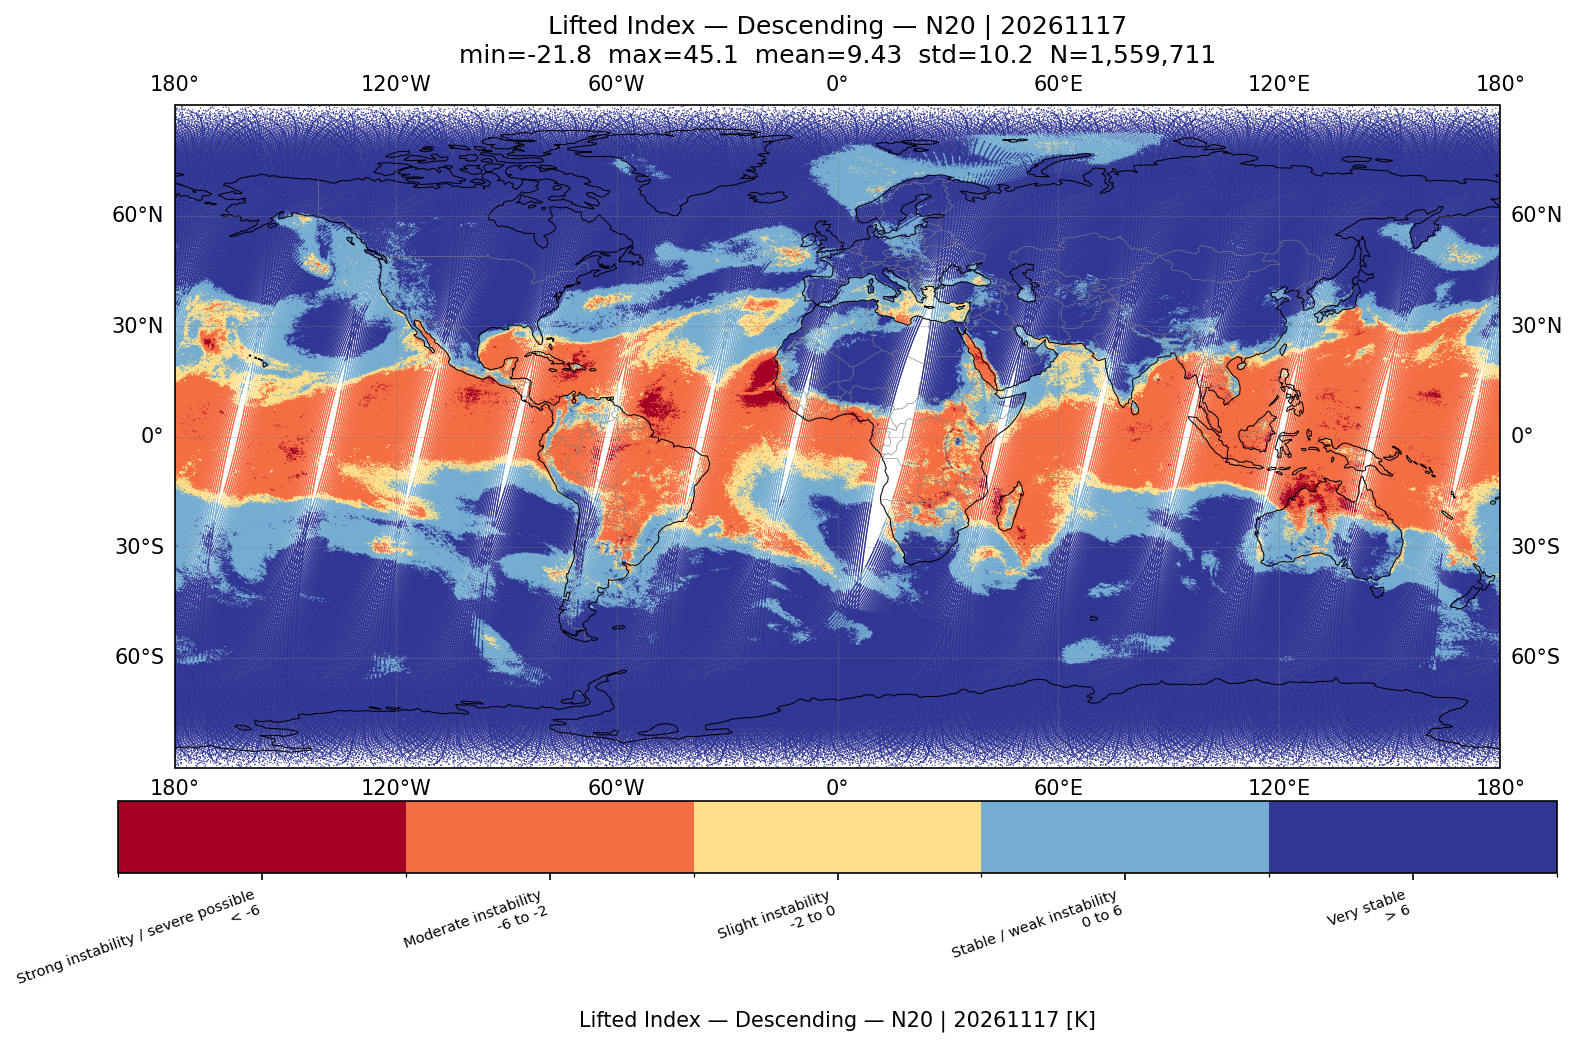 Lifted Index — Descending — N20 | 20261117
min=-21.8  max=45.1  mean=9.43  std=10.2  N=1,559,711
180° 120°W 60°W 0° 60°E 120°E 180°
60°N 60°N
30°N 30°N
0° 0°
30°S 30°S
60°S 60°S
180° 120°W 60°W 0° 60°E 120°E 180°
Strong instability / severe possible
< -6
Moderate instability
-6 to -2
Slight instability
-2 to 0
Stable / weak instability
0 to 6
Very stable
> 6
Lifted Index — Descending — N20 | 20261117 [K]